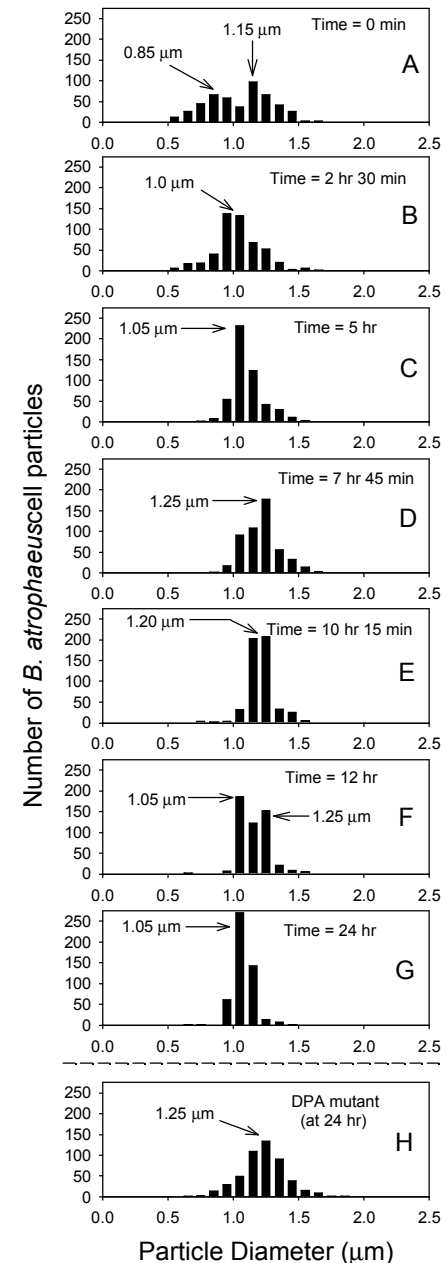 Number of B. atrophaeuscell particles
250
200
150
100
50
0
0.85 μm
1.15 μm
Time = 0 min
A
0.0 0.5 1.0 1.5 2.0 2.5
250
200
150
100
50
0
1.0 μm
Time = 2 hr 30 min
B
0.0 0.5 1.0 1.5 2.0 2.5
250
200
150
100
50
0
1.05 μm
Time = 5 hr
C
0.0 0.5 1.0 1.5 2.0 2.5
250
200
150
100
50
0
1.25 μm
Time = 7 hr 45 min
D
0.0 0.5 1.0 1.5 2.0 2.5
250
200
150
100
50
0
1.20 μm
Time = 10 hr 15 min
E
0.0 0.5 1.0 1.5 2.0 2.5
250
200
150
100
50
0
1.05 μm
Time = 12 hr
1.25 μm
F
0.0 0.5 1.0 1.5 2.0 2.5
250
200
150
100
50
0
1.05 μm
Time = 24 hr
G
0.0 0.5 1.0 1.5 2.0 2.5
250
200
150
100
50
0
1.25 μm
DPA mutant
(at 24 hr)
H
0.0 0.5 1.0 1.5 2.0 2.5
Particle Diameter (μm)